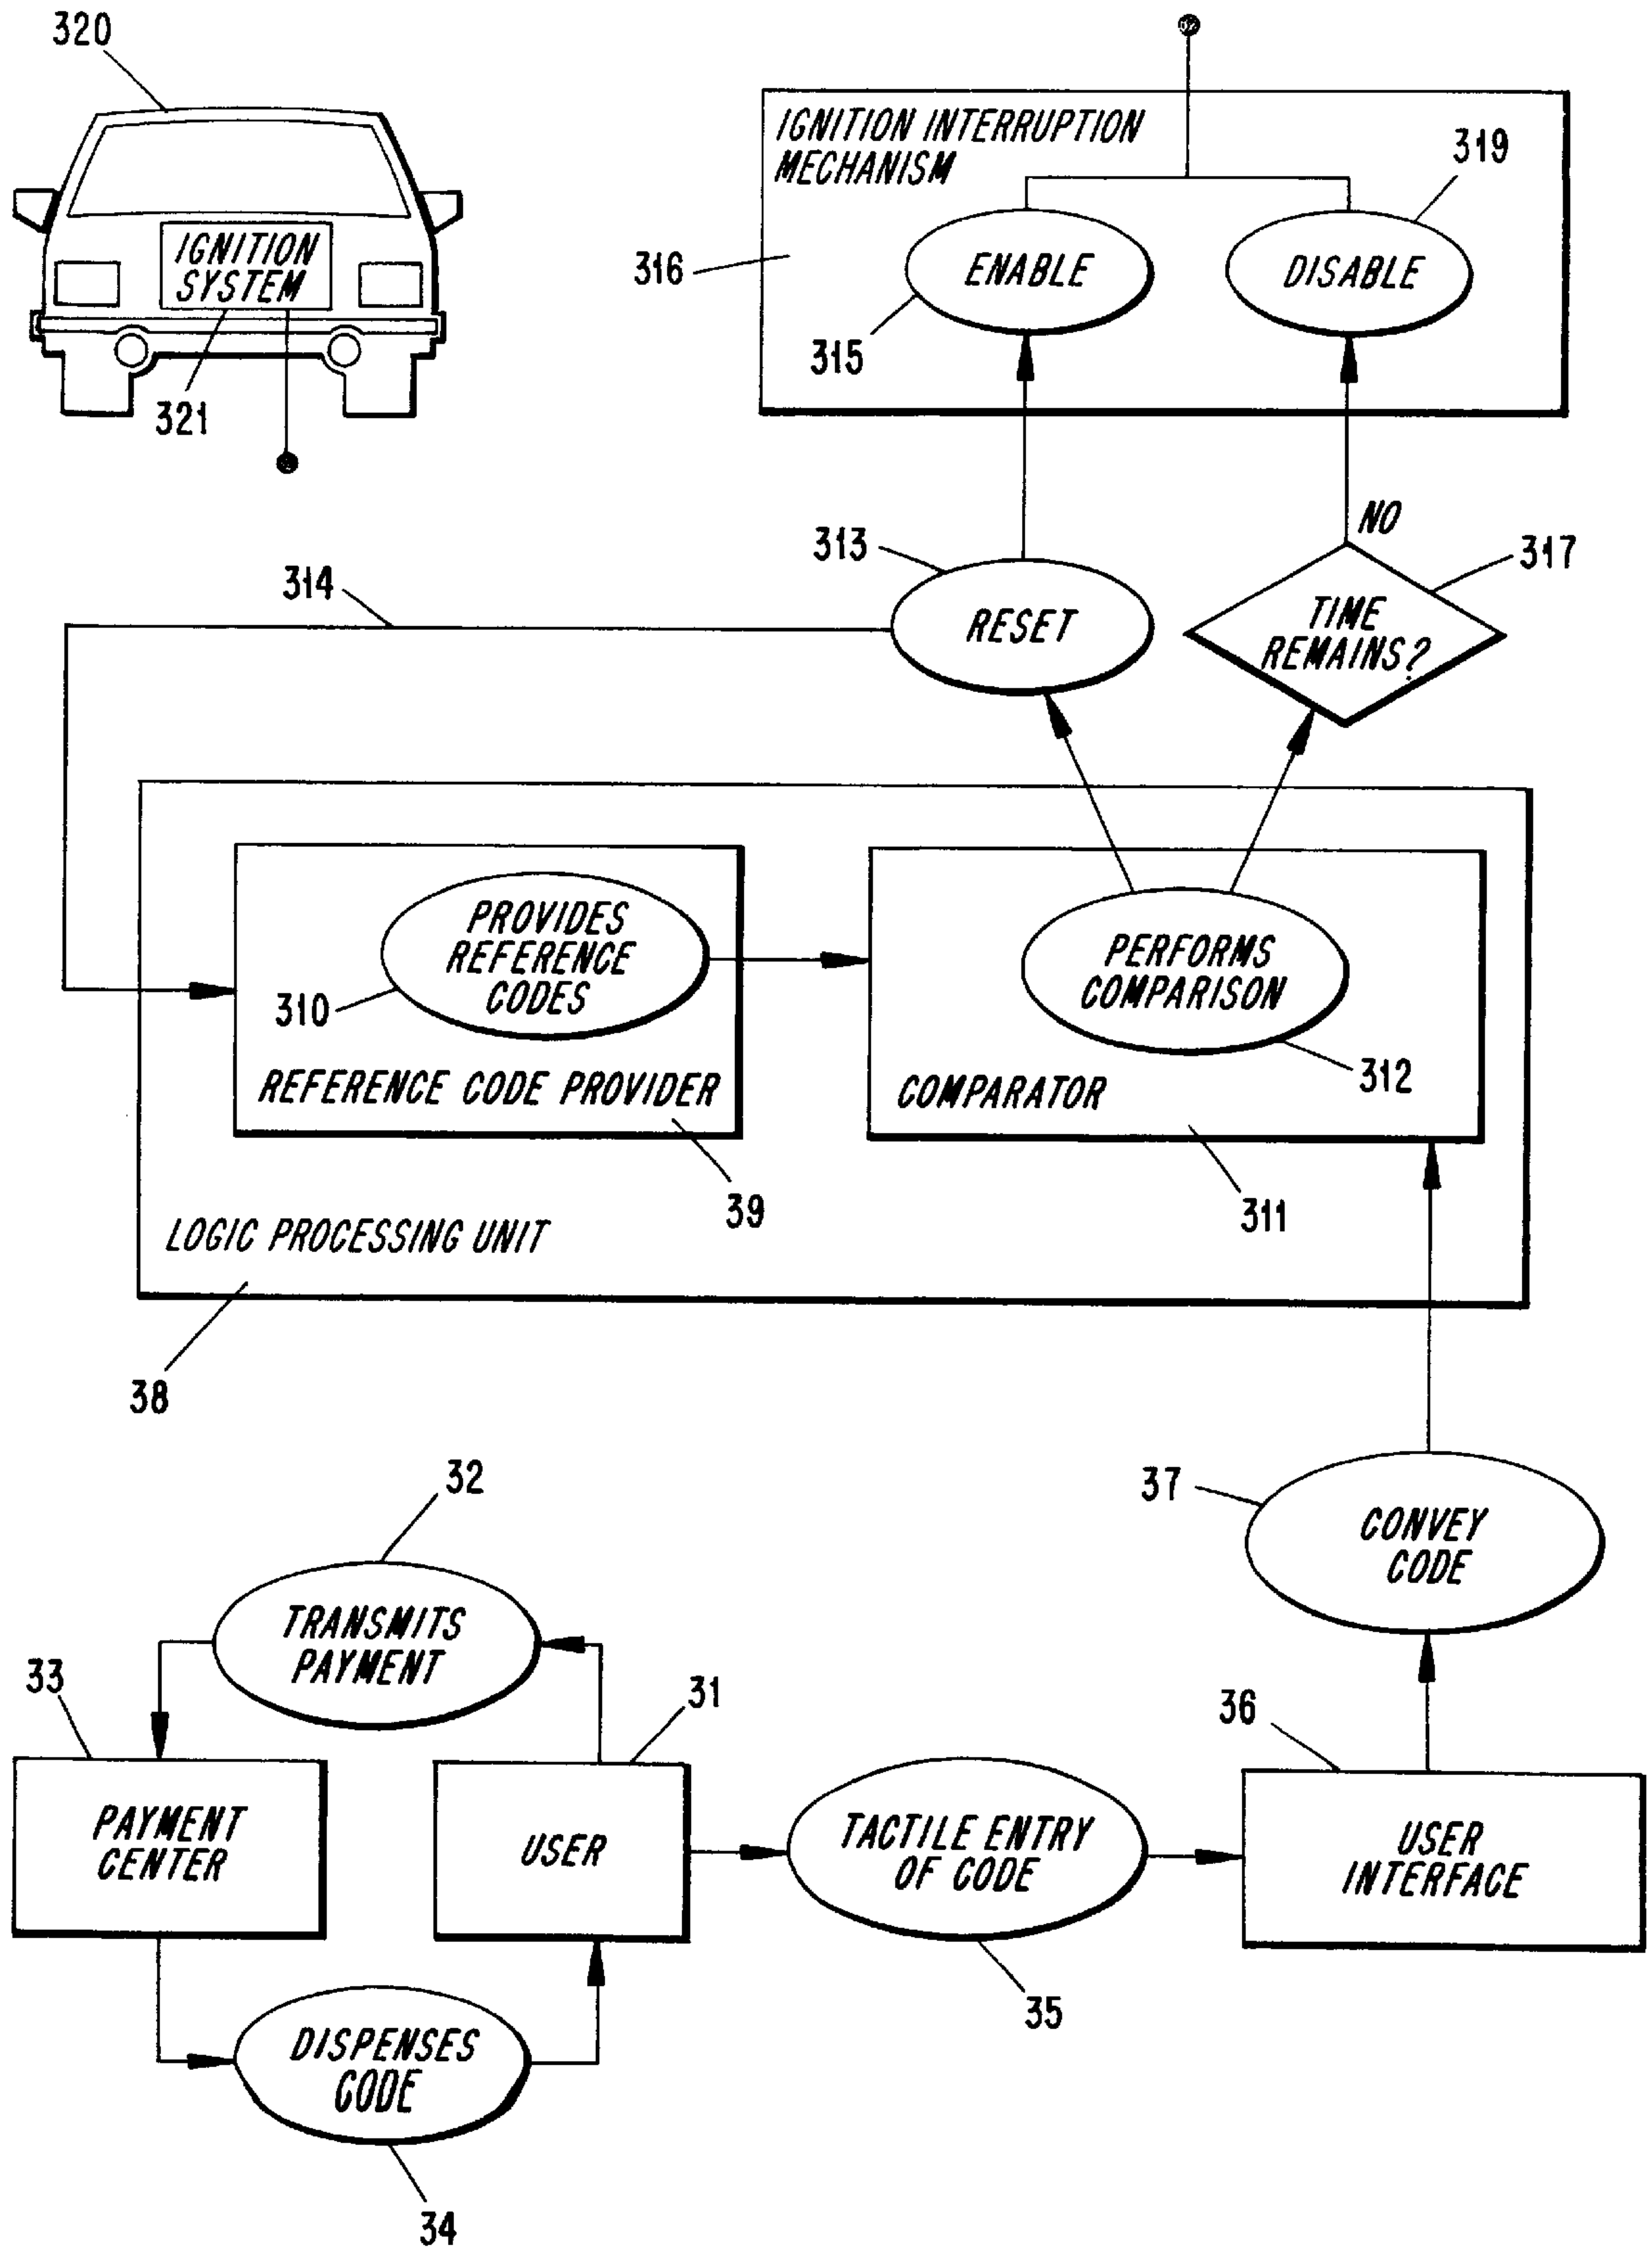 320
IGNITION
SYSTEM
321
IGNITION INTERRUPTION
MECHANISM
319
316
ENABLE
DISABLE
315
NO
313
317
314
RESET
TIME
REMAINS?
PROVIDES
REFERENCE
CODES
310
REFERENCE CODE PROVIDER
39
PERFORMS
COMPARISON
312
COMPARATOR
311
LOGIC PROCESSING UNIT
38
32
37
CONVEY
CODE
TRANSMITS
PAYMENT
33
31
36
PAYMENT
CENTER
USER
TACTILE ENTRY
OF CODE
USER
INTERFACE
35
DISPENSES
CODE
34